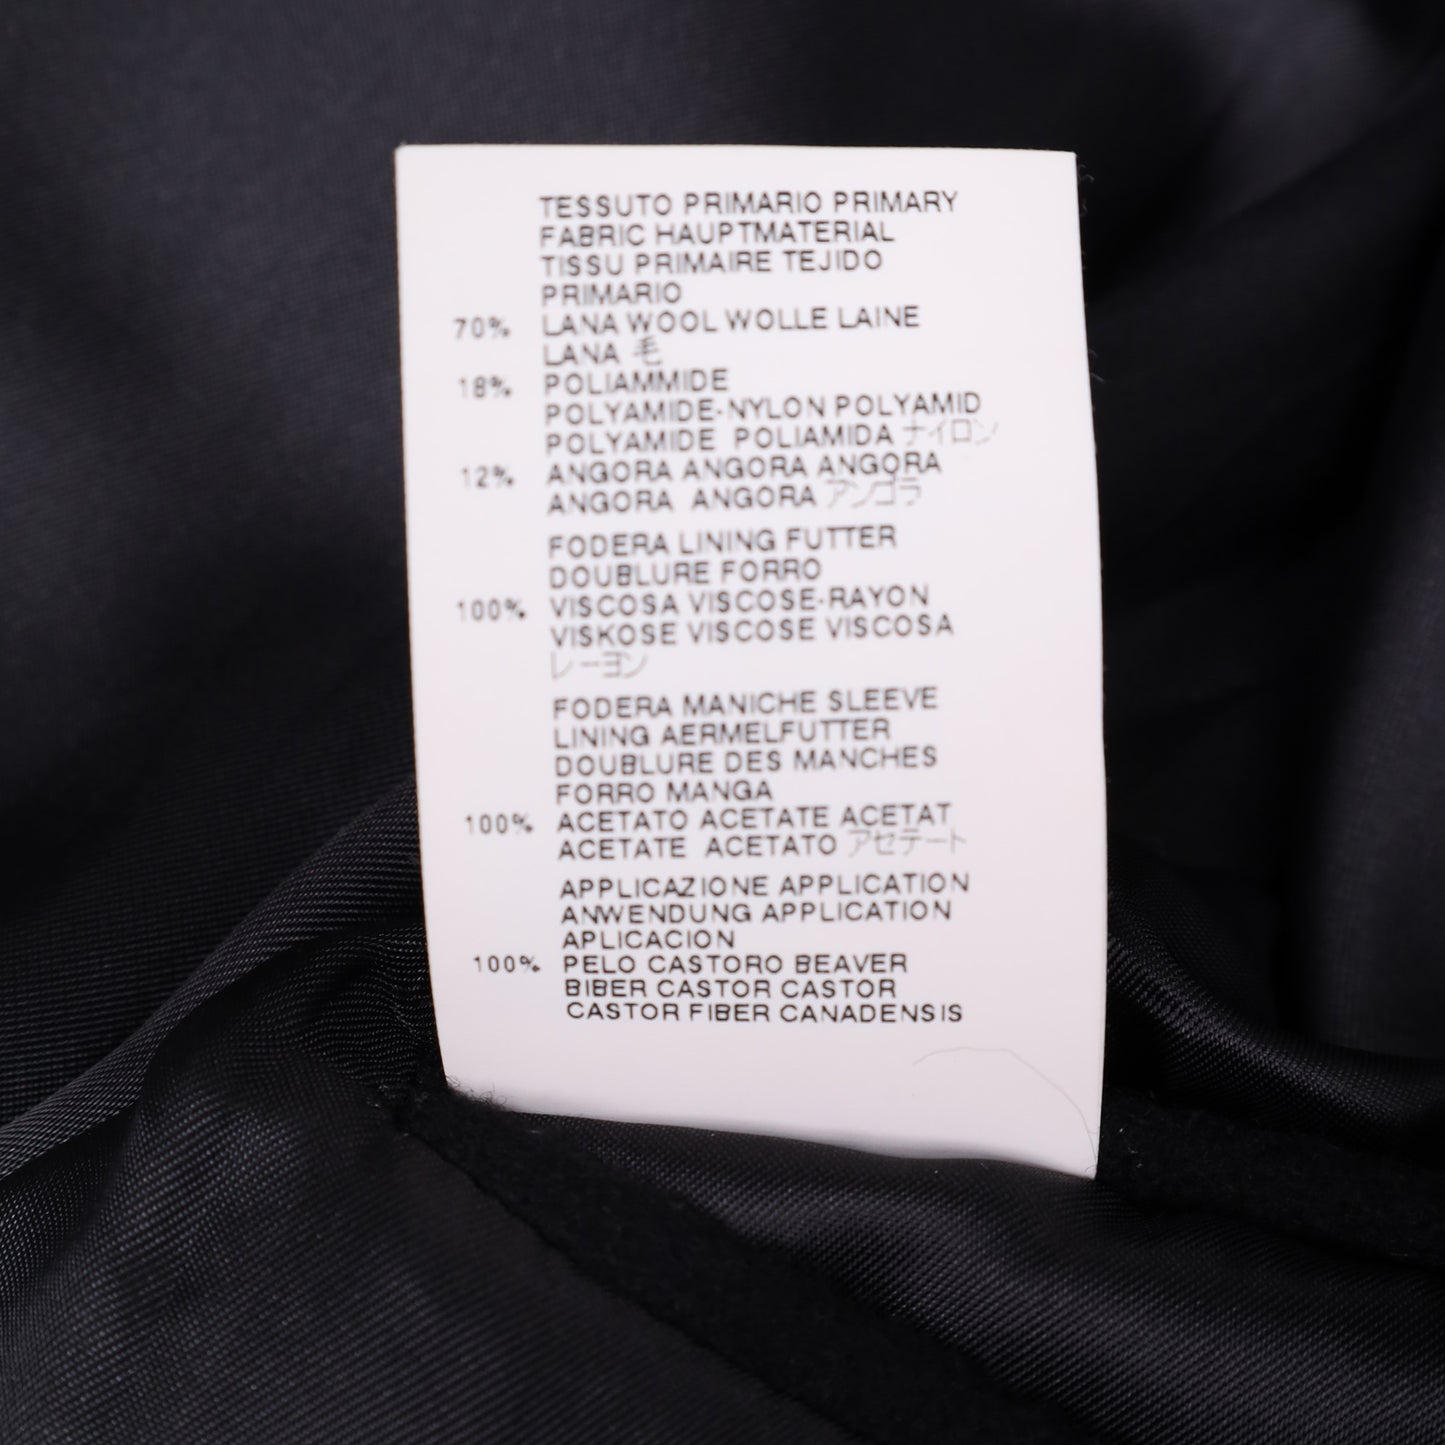 TESSUTO PRIMARIO PRIMARY
FABRIC HAUPTMATERIAL
TISSU PRIMAIRE TEJIDO
PRIMARIO
70% LANA WOOL WOLLE LAINE
LANA 毛
18% POLIAMMIDE
POLYAMIDE-NYLON POLYAMID
POLYAMIDE POLIAMIDA ナイロン
12% ANGORA ANGORA ANGORA
ANGORA ANGORA アンゴラ
FODERA LINING FUTTER
DOUBLURE FORRO
100% VISCOSA VISCOSE-RAYON
VISKOSE VISCOSE VISCOSA
レーヨン
FODERA MANICHE SLEEVE
LINING AERMELFUTTER
DOUBLURE DES MANCHES
FORRO MANGA
100% ACETATO ACETATE ACETAT
ACETATE ACETATO アセテート
APPLICAZIONE APPLICATION
ANWENDUNG APPLICATION
APLICACION
100% PELO CASTORO BEAVER
BIBER CASTOR CASTOR
CASTOR FIBER CANADENSIS